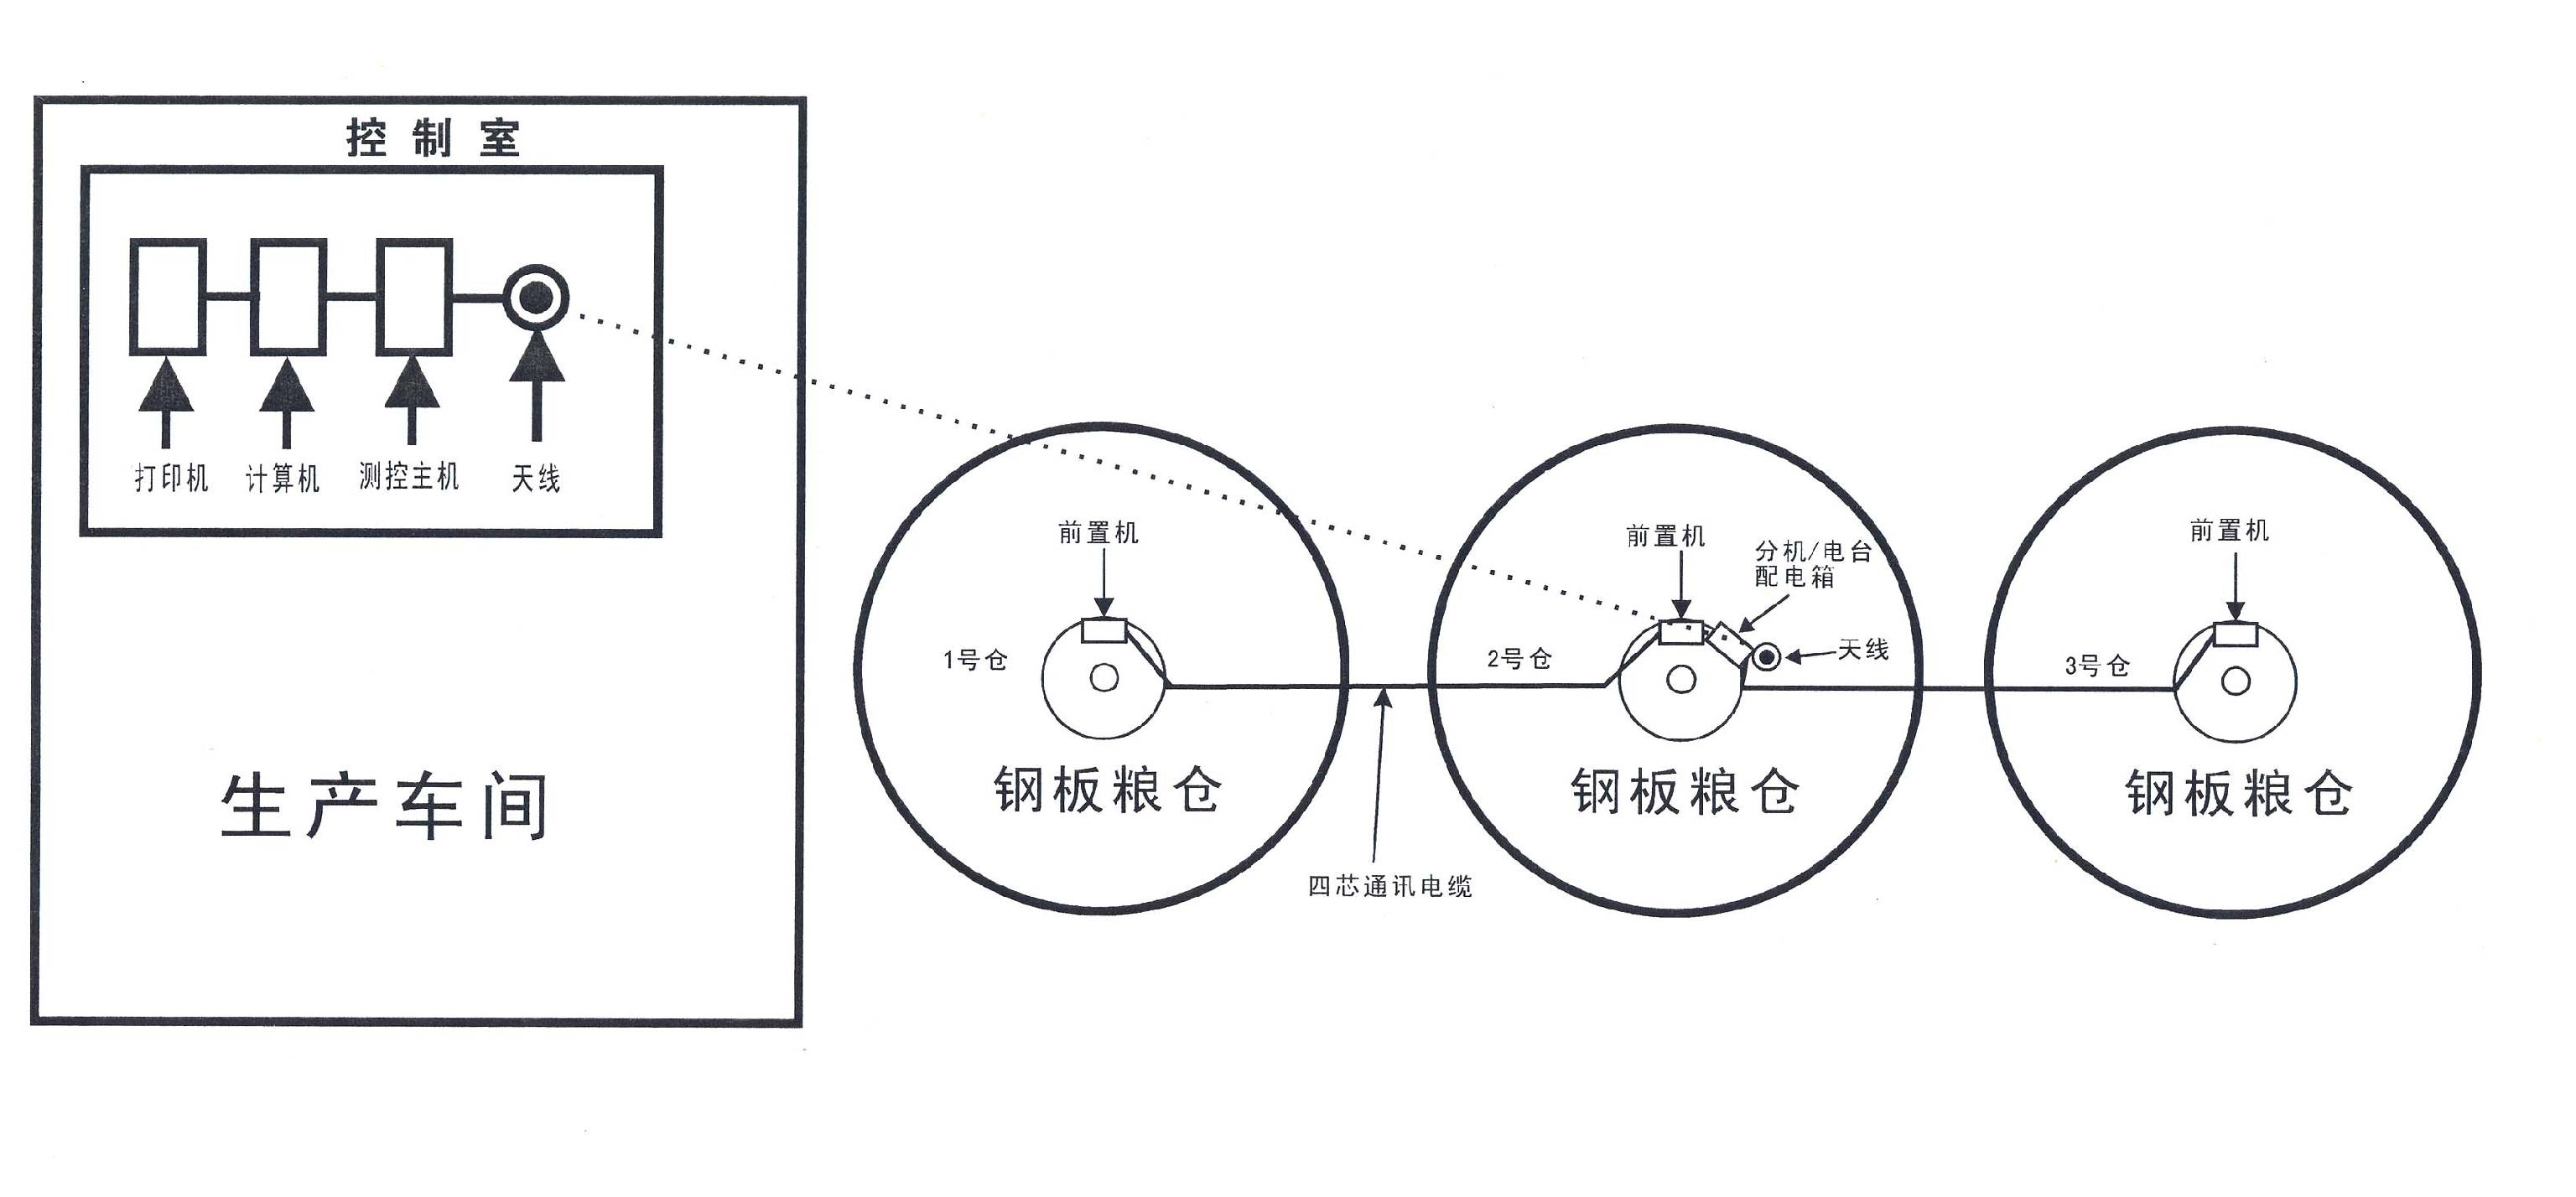 控制室
打印机
计算机
测控主机
天线
生产车间
前置机
1号仓
钢板粮仓
四芯通讯电缆
前置机
分机/电台
配电箱
天线
2号仓
钢板粮仓
前置机
3号仓
钢板粮仓